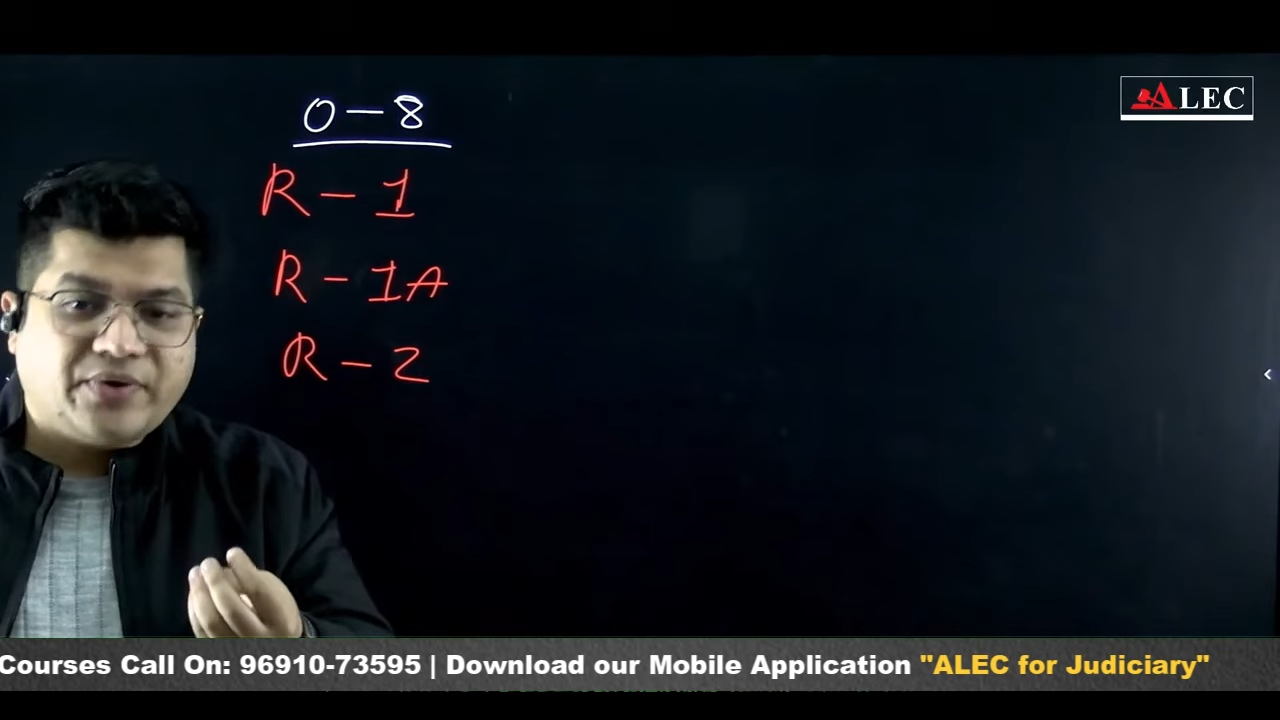 O - 8
ALEC
R - 1
R - 1A
R - 2
Courses Call On: 96910-73595 | Download our Mobile Application "ALEC for Judiciary"